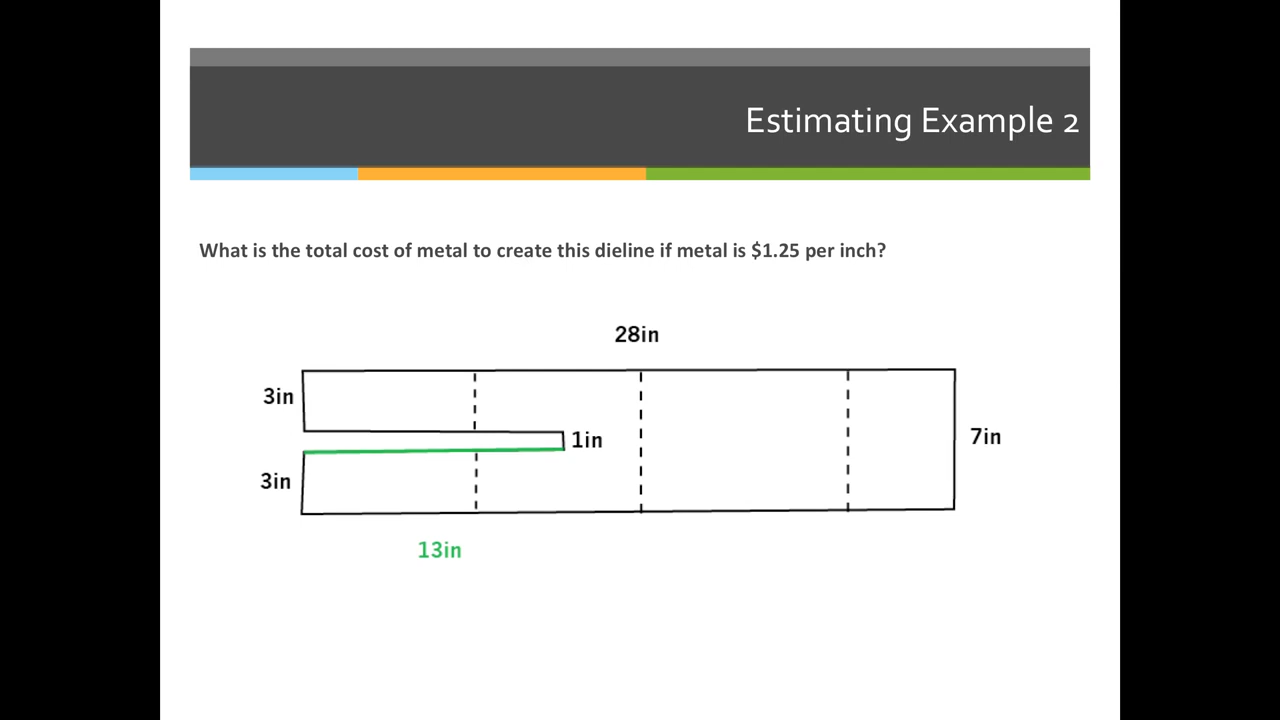 Estimating Example 2
What is the total cost of metal to create this dieline if metal is $1.25 per inch?
28in
3in
1in
7in
3in
13in